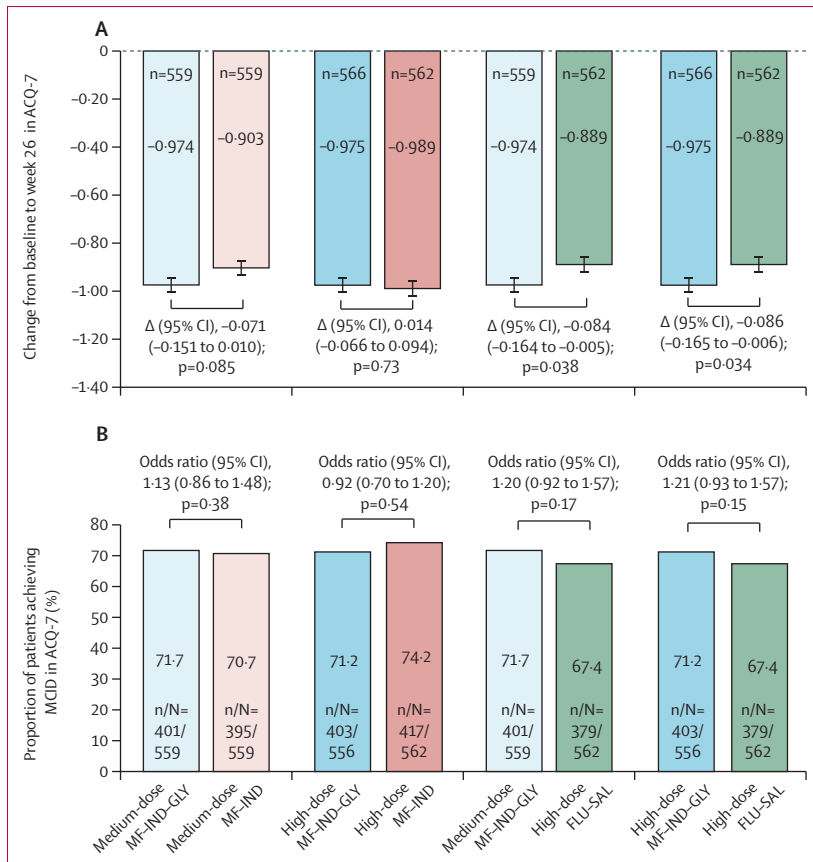 A
Change from baseline to week 26 in ACQ-7
0
–0·20
–0·40
–0·60
–0·80
–1·00
–1·20
–1·40
n=559
n=559
n=566
n=562
n=559
n=562
n=566
n=562
–0·974
–0·903
–0·975
–0·989
–0·974
–0·889
–0·975
–0·889
Δ (95% CI), –0·071
(–0·151 to 0·010);
p=0·085
Δ (95% CI), 0·014
(–0·066 to 0·094);
p=0·73
Δ (95% CI), –0·084
(–0·164 to –0·005);
p=0·038
Δ (95% CI), –0·086
(–0·165 to –0·006);
p=0·034
B
Odds ratio (95% CI),
1·13 (0·86 to 1·48);
p=0·38
Odds ratio (95% CI),
0·92 (0·70 to 1·20);
p=0·54
Odds ratio (95% CI),
1·20 (0·92 to 1·57);
p=0·17
Odds ratio (95% CI),
1·21 (0·93 to 1·57);
p=0·15
Proportion of patients achieving
MCID in ACQ-7 (%)
80
70
60
50
40
30
20
10
0
71·7
n/N=
401/
559
70·7
n/N=
395/
559
71·2
n/N=
403/
556
74·2
n/N=
417/
562
71·7
n/N=
401/
559
67·4
n/N=
379/
562
71·2
n/N=
403/
556
67·4
n/N=
379/
562
Medium-dose
MF-IND-GLY
Medium-dose
MF-IND
High-dose
MF-IND-GLY
High-dose
MF-IND
Medium-dose
MF-IND-GLY
High-dose
FLU-SAL
High-dose
MF-IND-GLY
High-dose
FLU-SAL